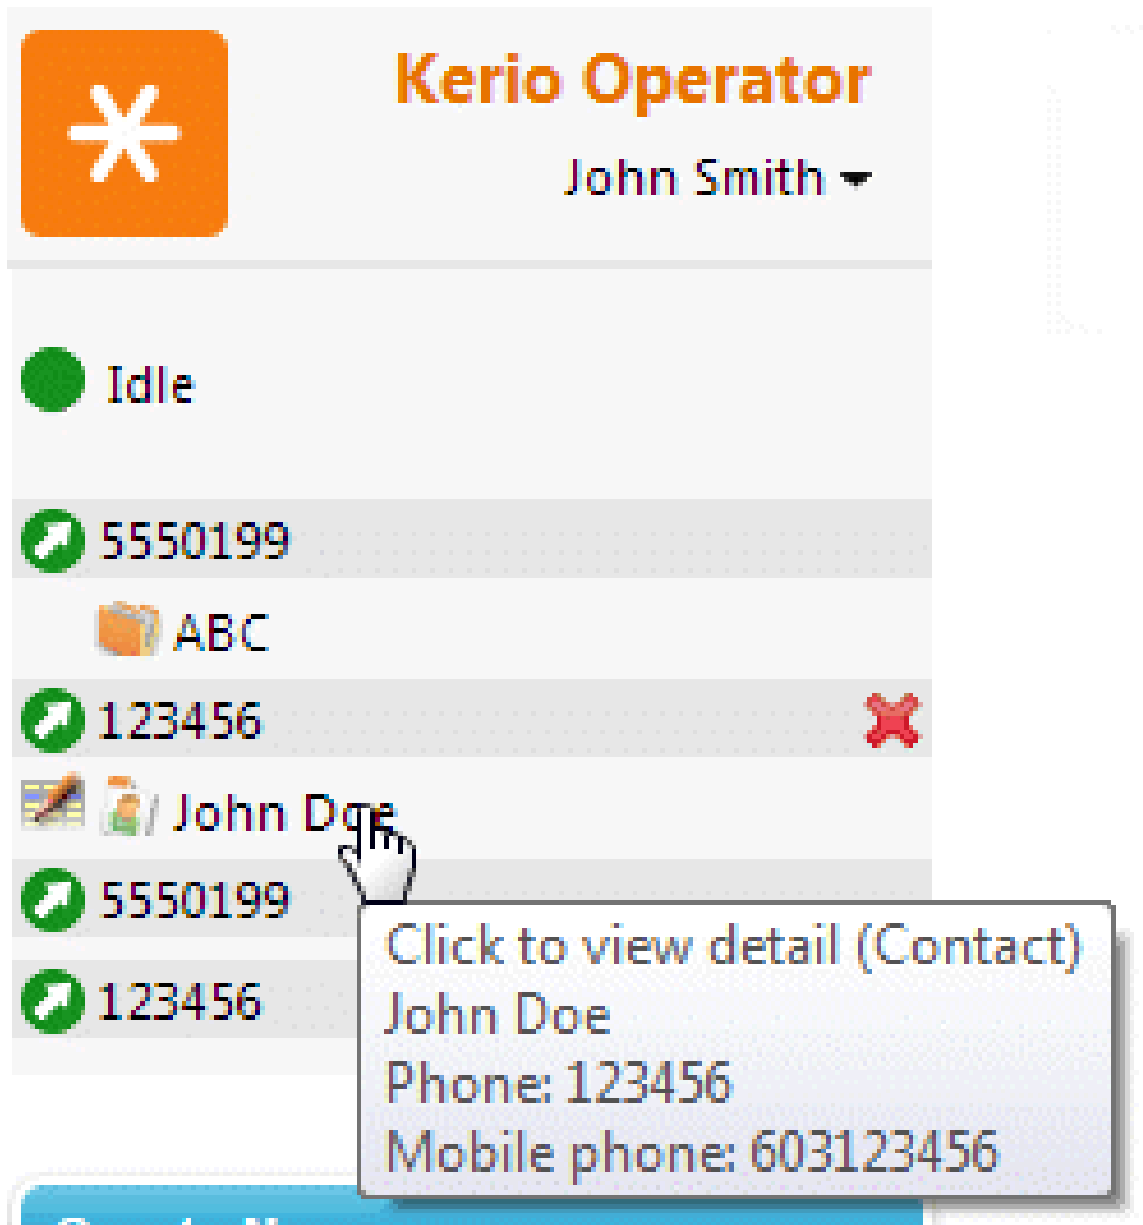 Kerio Operator
John Smith
Idle
5550199
ABC
123456
John Doe
5550199
123456
Click to view detail (Contact)
John Doe
Phone: 123456
Mobile phone: 603123456